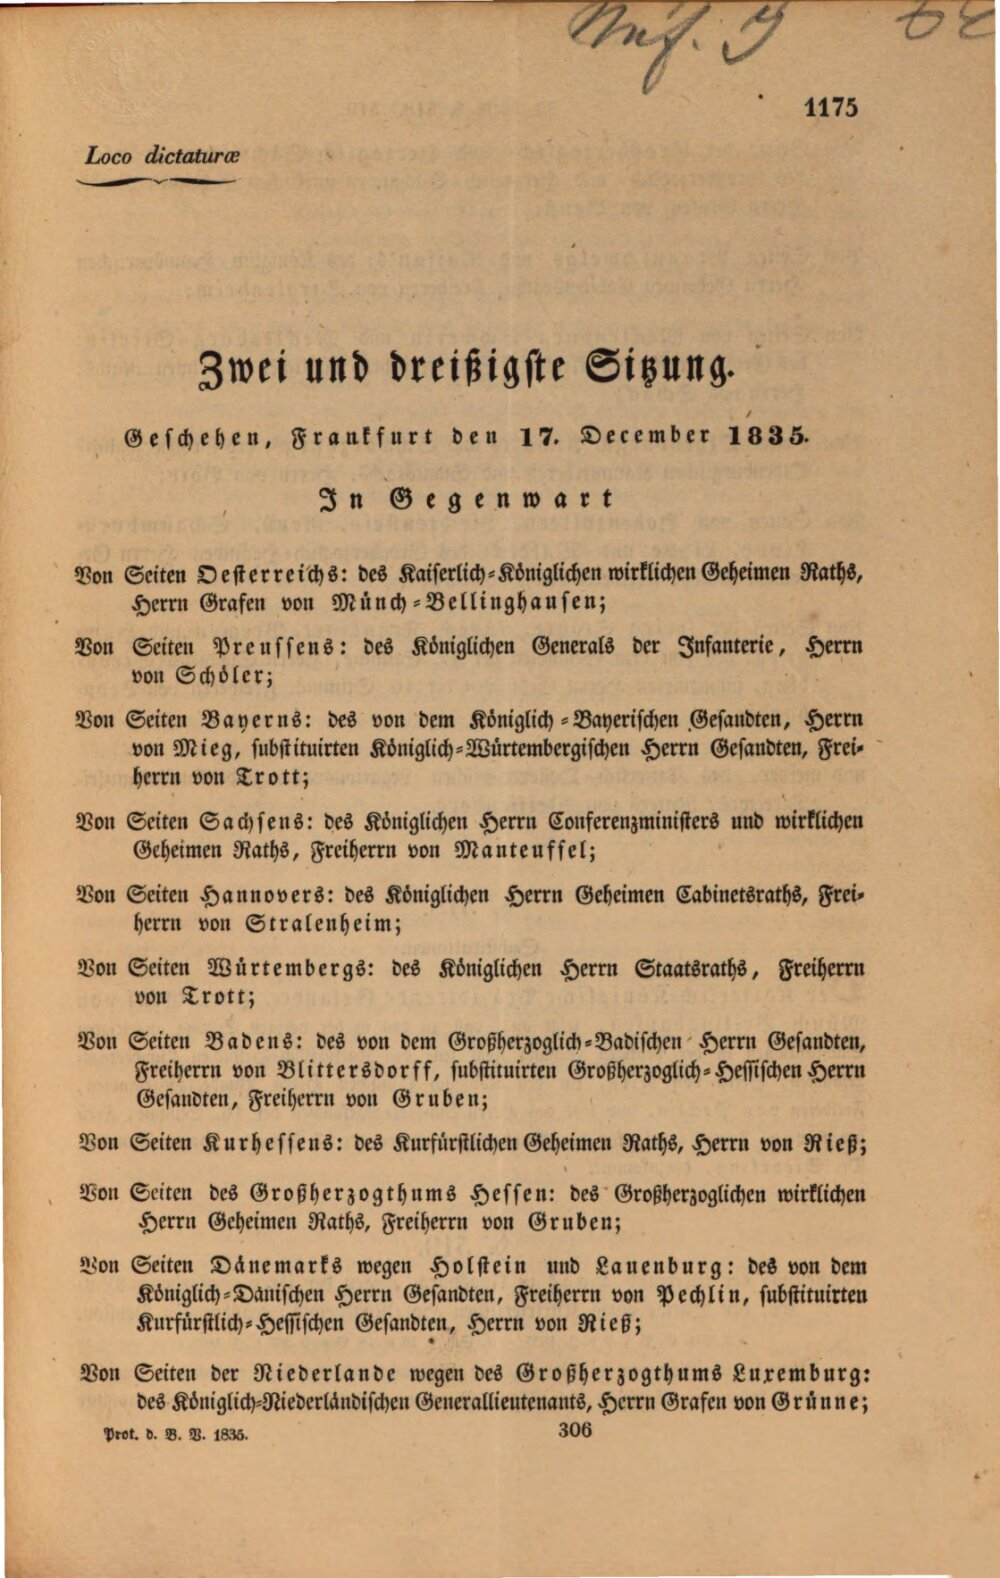 1175
Loco dictaturæ
Zwei und dreißigste Sitzung.
Geschehen, Frankfurt den 17. December 1835.
In Gegenwart
Von Seiten Oesterreichs: des Kaiserlich-Königlichen wirklichen Geheimen Raths,
Herrn Grafen von Münch-Bellinghausen;
Von Seiten Preussens: des Königlichen Generals der Infanterie, Herrn
von Schöler;
Von Seiten Bayerns: des von dem Königlich-Bayerischen Gesandten, Herrn
von Mieg, substituirten Königlich-Würtembergischen Herrn Gesandten, Frei-
herrn von Trott;
Von Seiten Sachsens: des Königlichen Herrn Conferenzministers und wirklichen
Geheimen Raths, Freiherrn von Manteuffel;
Von Seiten Hannovers: des Königlichen Herrn Geheimen Cabinetsraths, Frei-
herrn von Stralenheim;
Von Seiten Würtembergs: des Königlichen Herrn Staatsraths, Freiherrn
von Trott;
Von Seiten Badens: des von dem Großherzoglich-Badischen Herrn Gesandten,
Freiherrn von Blittersdorff, substituirten Großherzoglich-Hessischen Herrn
Gesandten, Freiherrn von Gruben;
Von Seiten Kurhessens: des Kurfürstlichen Geheimen Raths, Herrn von Rieß;
Von Seiten des Großherzogthums Hessen: des Großherzoglichen wirklichen
Herrn Geheimen Raths, Freiherrn von Gruben;
Von Seiten Dänemarks wegen Holstein und Lauenburg: des von dem
Königlich-Dänischen Herrn Gesandten, Freiherrn von Pechlin, substituirten
Kurfürstlich-Hessischen Gesandten, Herrn von Rieß;
Von Seiten der Niederlande wegen des Großherzogthums Luxemburg:
des Königlich-Niederländischen Generallieutenants, Herrn Grafen von Grünne;
Prot. d. B. V. 1835.
306